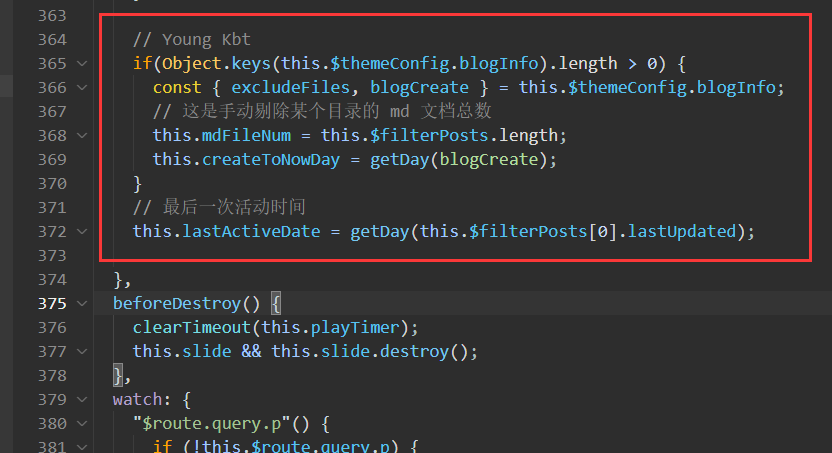 363
364 // Young Kbt
365 if(Object.keys(this.$themeConfig.blogInfo).length > 0) {
366 const { excludeFiles, blogCreate } = this.$themeConfig.blogInfo;
367 // 这是手动剔除某个目录的 md 文档总数
368 this.mdFileNum = this.$filterPosts.length;
369 this.createToNowDay = getDay(blogCreate);
370 }
371 // 最后一次活动时间
372 this.lastActiveDate = getDay(this.$filterPosts[0].lastUpdated);
373
374 },
375 beforeDestroy() {
376 clearTimeout(this.playTimer);
377 this.slide && this.slide.destroy();
378 },
379 watch: {
380 "$route.query.p"() {
381 if (!this.$route.query.p) {